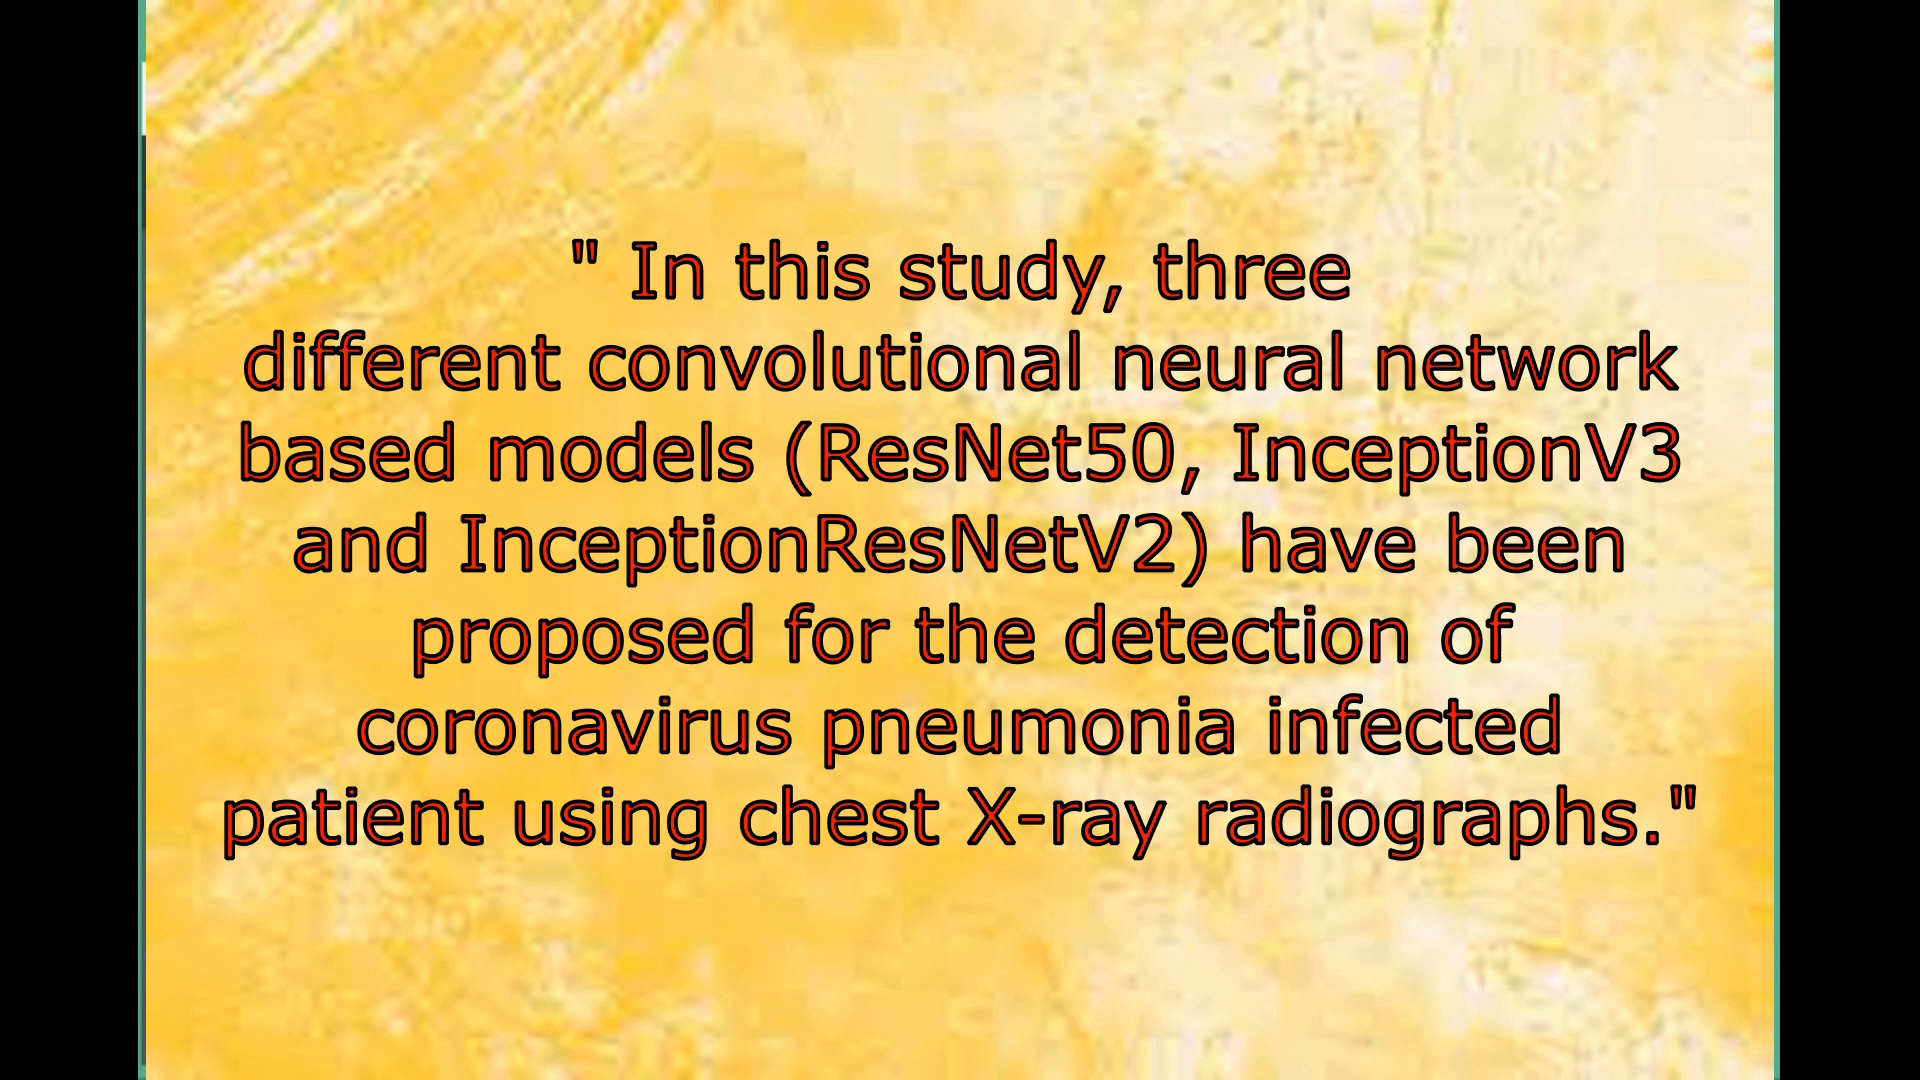 " In this study, three
different convolutional neural network
based models (ResNet50, InceptionV3
and InceptionResNetV2) have been
proposed for the detection of
coronavirus pneumonia infected
patient using chest X-ray radiographs."